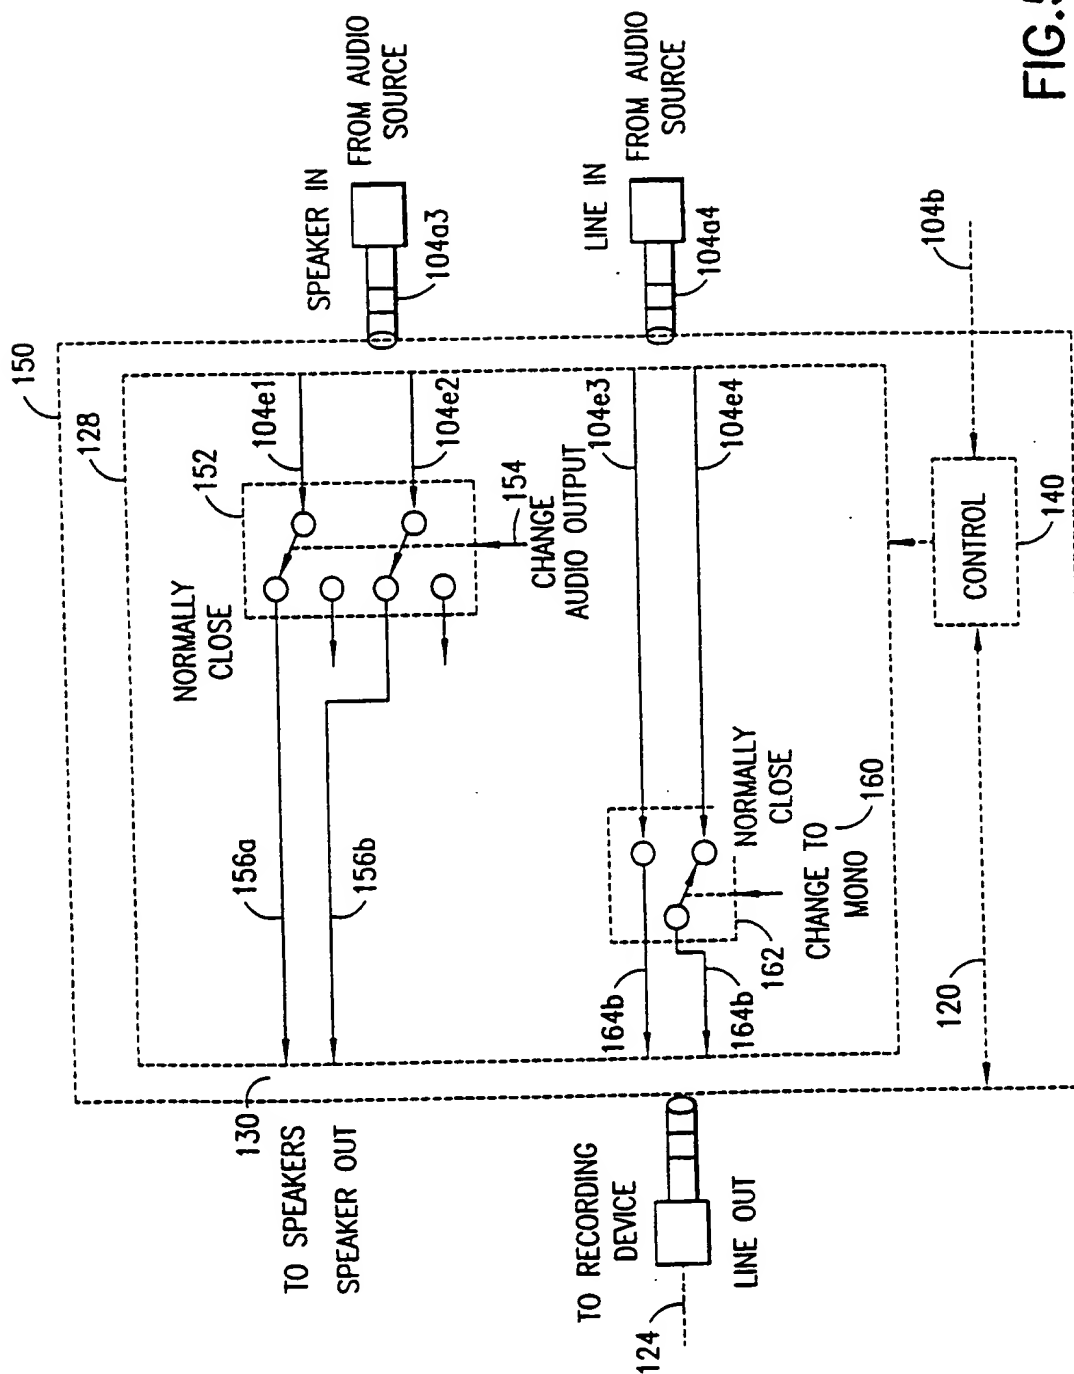 150
128
152
NORMALLY
CLOSE
104e1
104e2
SPEAKER IN
FROM AUDIO
SOURCE
104a3
154
CHANGE
AUDIO OUTPUT
156a
156b
130
TO SPEAKERS
SPEAKER OUT
104e3
104e4
LINE IN
FROM AUDIO
SOURCE
104a4
NORMALLY
CLOSE
CHANGE TO
MONO
160
162
164b
164b
TO RECORDING
DEVICE
LINE OUT
124
104b
CONTROL
140
120